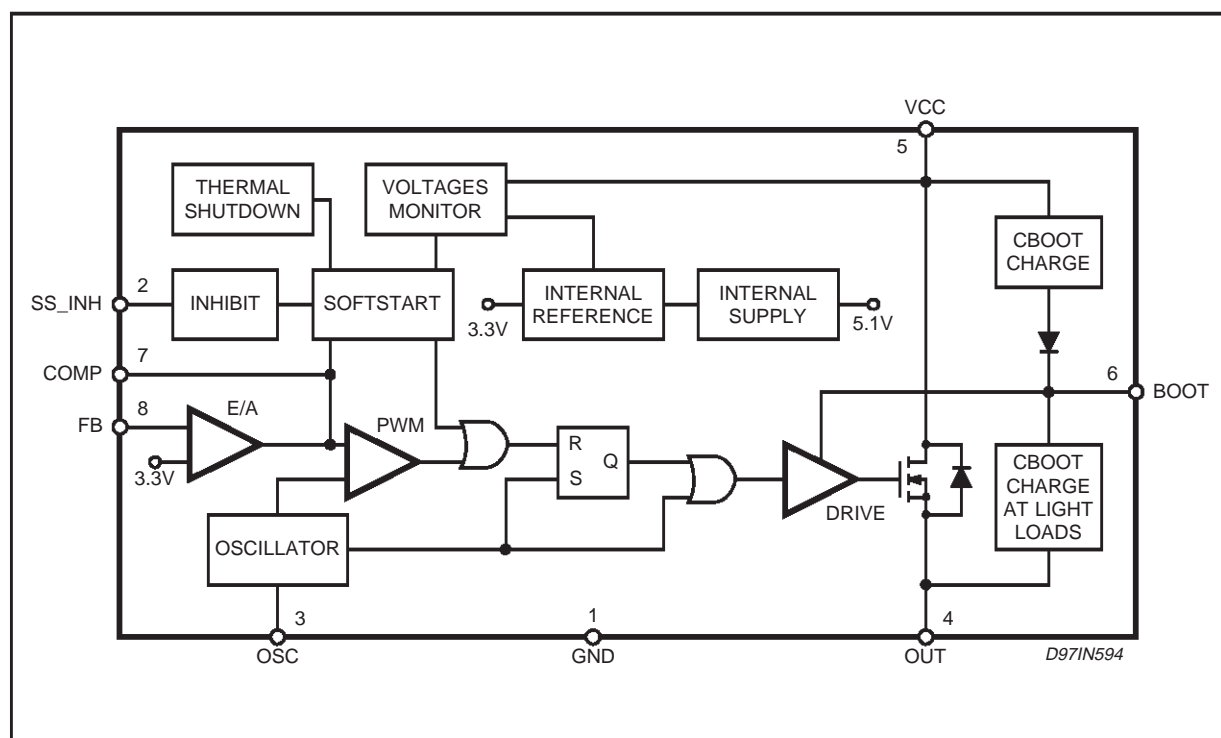 VCC
5
THERMAL
SHUTDOWN
VOLTAGES
MONITOR
CBOOT
CHARGE
2
SS_INH
INHIBIT
SOFTSTART
3.3V
INTERNAL
REFERENCE
INTERNAL
SUPPLY
5.1V
7
COMP
6
BOOT
8
FB
E/A
3.3V
PWM
R
S
Q
DRIVE
CBOOT
CHARGE
AT LIGHT
LOADS
OSCILLATOR
3
OSC
1
GND
4
OUT
D97IN594